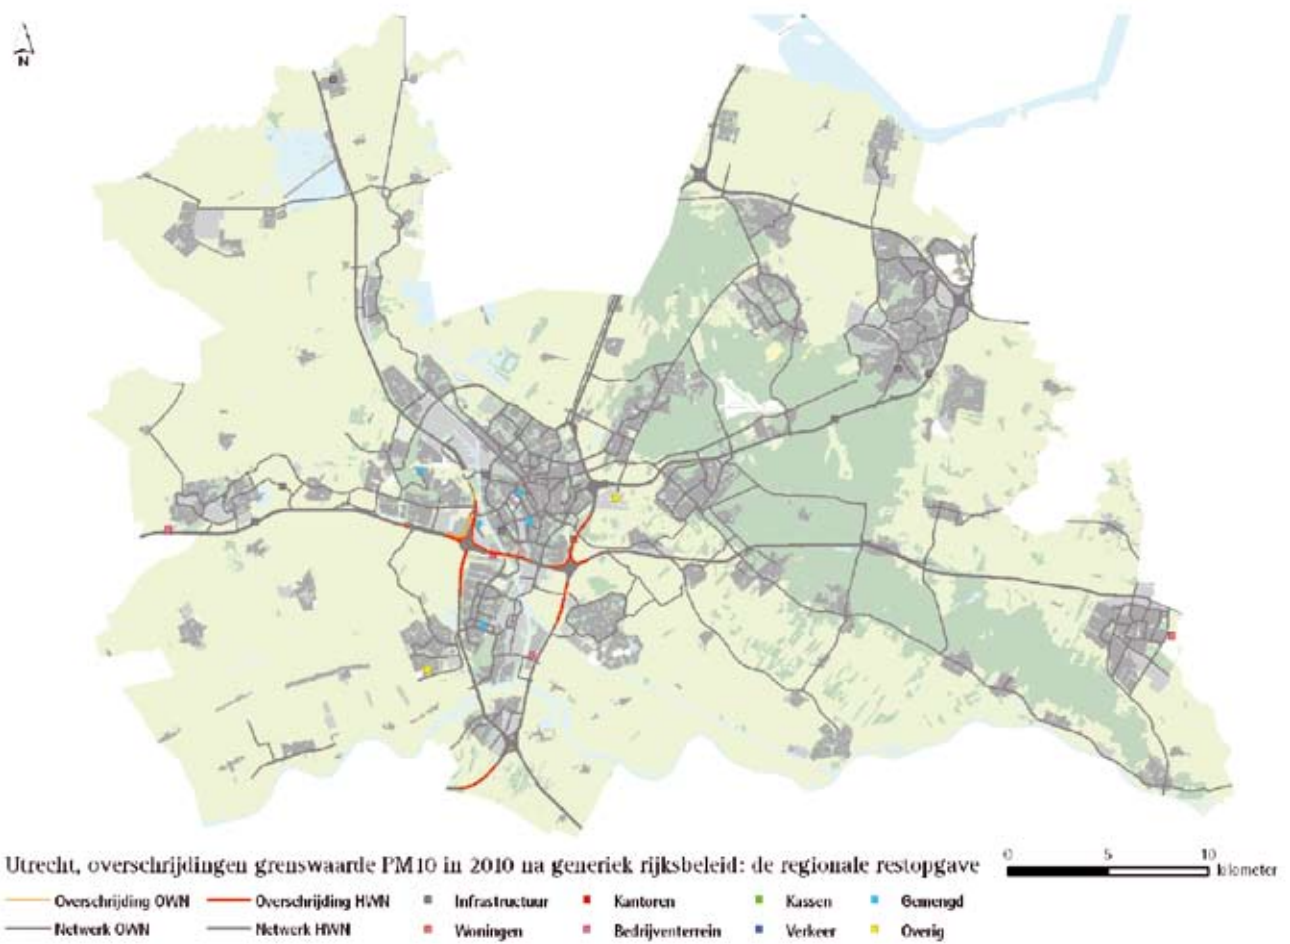 N
Utrecht, overschrijdingen grenswaarde PM10 in 2010 na generiek rijksbeleid: de regionale restopgave
0 5 10
kilometer
Overschrijding OWN Overschrijding HWN Infrastructuur Kantoren Kassen Gemengd
Netwerk OWN Netwerk HWN Woningen Bedrijventerrein Verkeer Overig